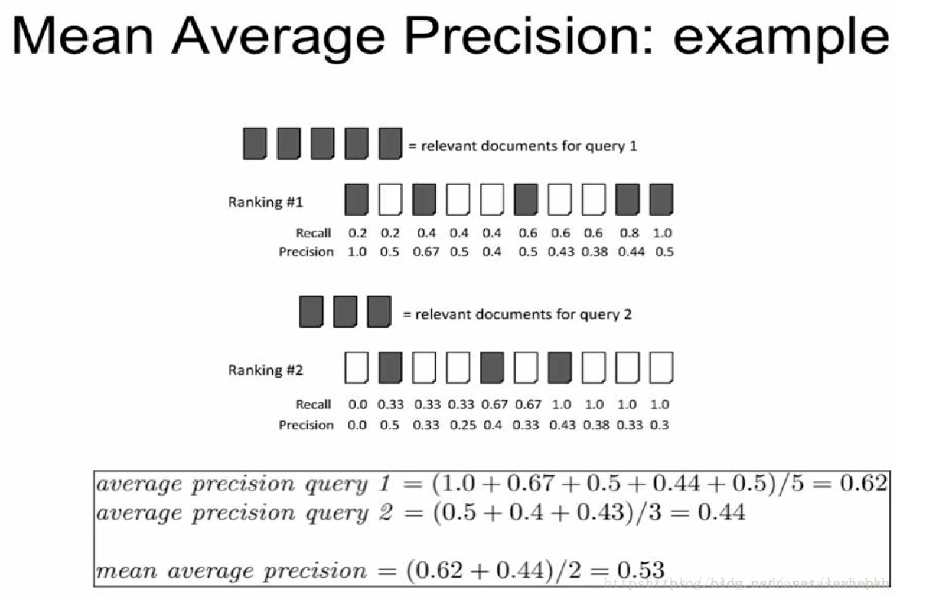 Mean Average Precision: example
= relevant documents for query 1
Ranking #1
Recall 0.2 0.2 0.4 0.4 0.4 0.6 0.6 0.6 0.8 1.0
Precision 1.0 0.5 0.67 0.5 0.4 0.5 0.43 0.38 0.44 0.5
= relevant documents for query 2
Ranking #2
Recall 0.0 0.33 0.33 0.33 0.67 0.67 1.0 1.0 1.0 1.0
Precision 0.0 0.5 0.33 0.25 0.4 0.33 0.43 0.38 0.33 0.3
average precision query 1 = (1.0 + 0.67 + 0.5 + 0.44 + 0.5)/5 = 0.62
average precision query 2 = (0.5 + 0.4 + 0.43)/3 = 0.44
mean average precision = (0.62 + 0.44)/2 = 0.53